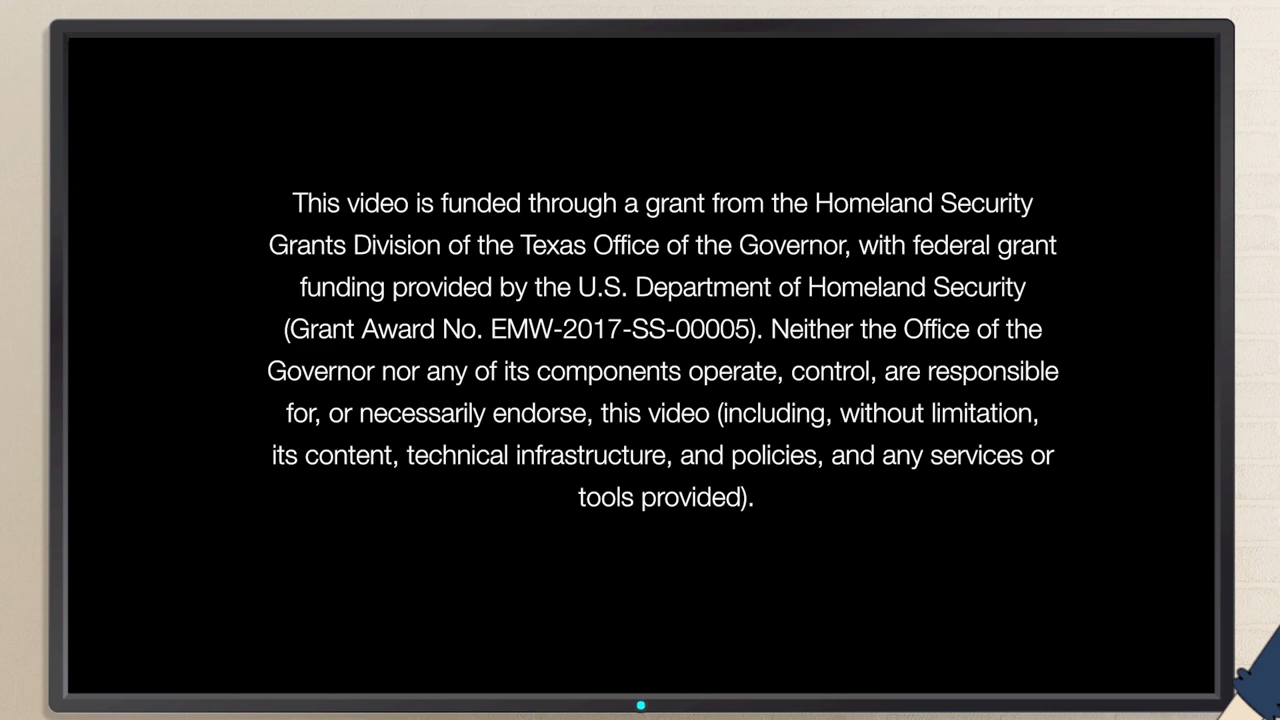 This video is funded through a grant from the Homeland Security
Grants Division of the Texas Office of the Governor, with federal grant
funding provided by the U.S. Department of Homeland Security
(Grant Award No. EMW-2017-SS-00005). Neither the Office of the
Governor nor any of its components operate, control, are responsible
for, or necessarily endorse, this video (including, without limitation,
its content, technical infrastructure, and policies, and any services or
tools provided).